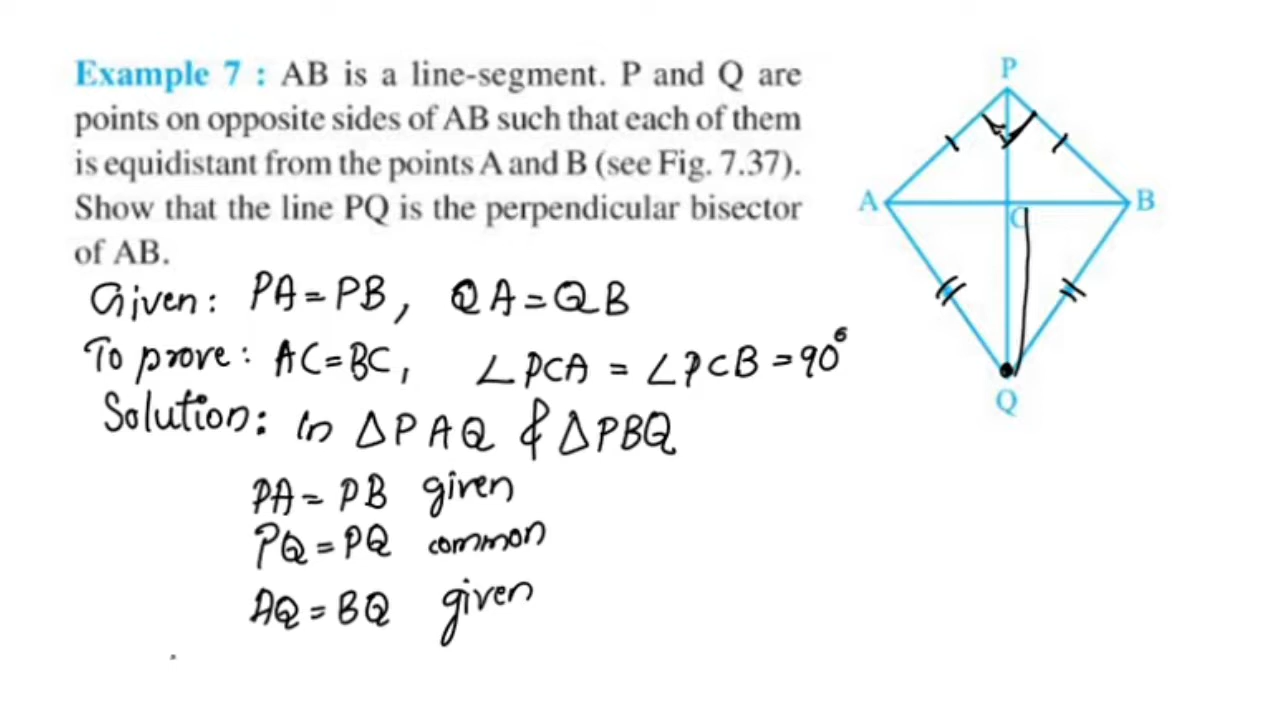 Example 7 : AB is a line-segment. P and Q are
points on opposite sides of AB such that each of them
is equidistant from the points A and B (see Fig. 7.37).
Show that the line PQ is the perpendicular bisector
of AB.
Given: PA = PB, QA = QB
To prove: AC = BC, ∠PCA = ∠PCB = 90°
Solution: In △PAQ & △PBQ
PA = PB given
PQ = PQ common
AQ = BQ given
P
A
B
C
Q